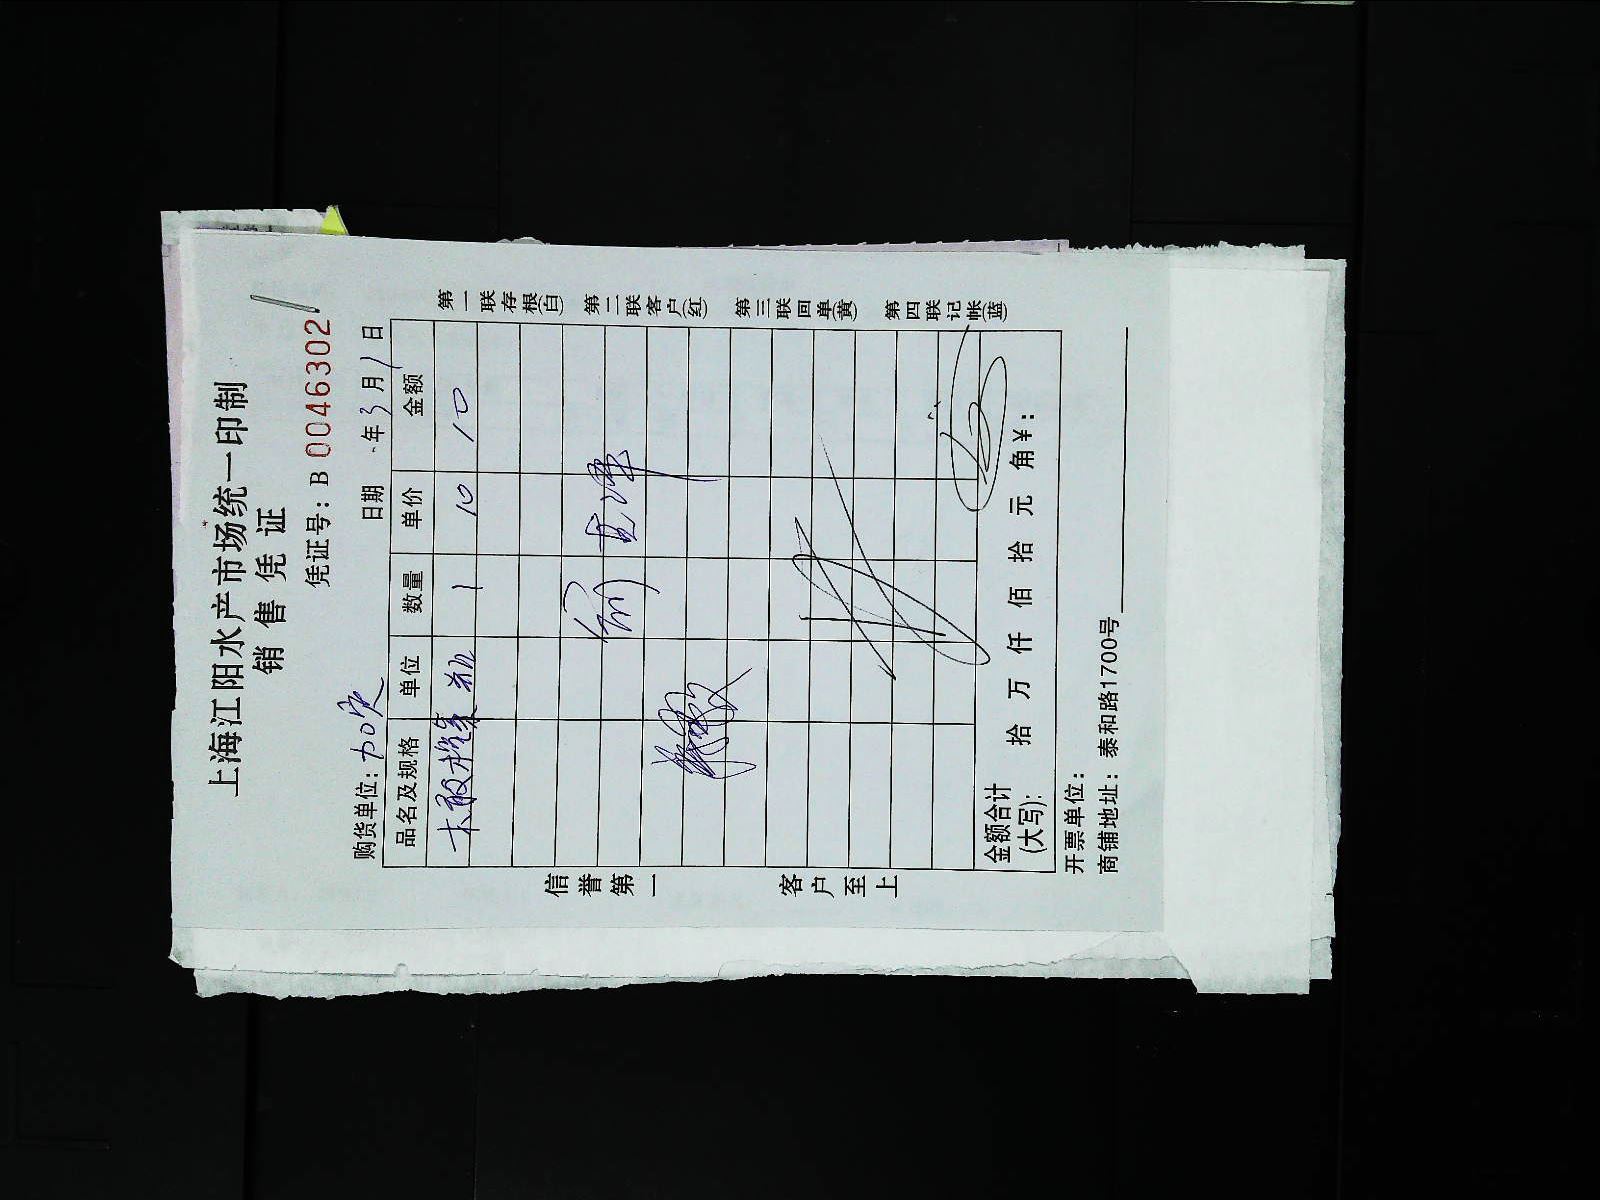 上海江阳水产市场统一印制
销售凭证
凭证号：B 0046302
购货单位： 日期 年3月1日
品名及规格 单位 数量 单价 金额
1 10 10
金额合计(大写)： 拾 万 仟 佰 拾 元 角¥：
开票单位：
商铺地址：泰和路1700号
信誉第一 客户至上
第一联存根(白) 第二联客户(红) 第三联回单(黄) 第四联记帐(蓝)